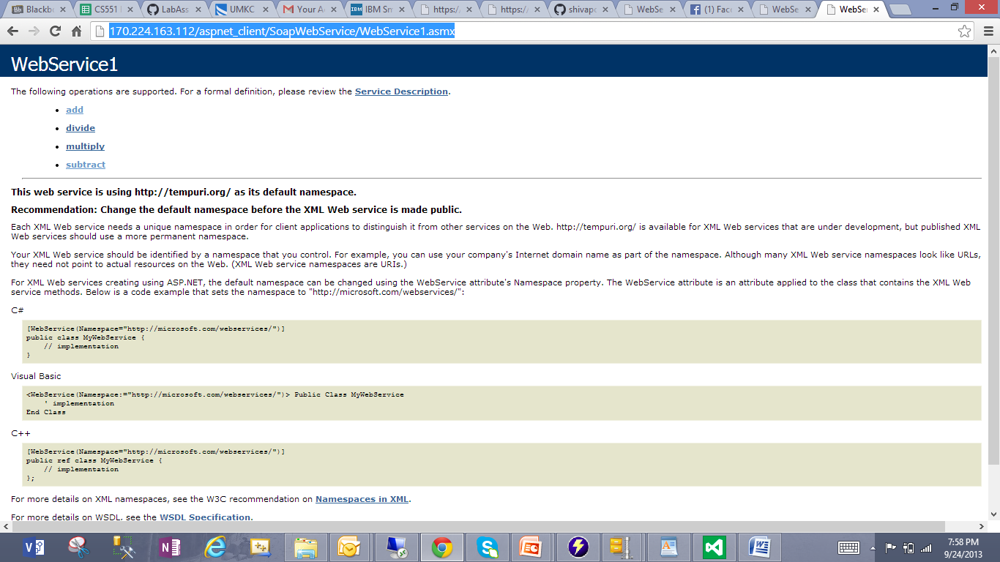 Blackb
CS551
LabAss
UMKC
Your A
IBM Sm
https:/
https:/
shivapr
WebSe
(1) Face
WebSe
WebSe
170.224.163.112/aspnet_client/SoapWebService/WebService1.asmx
WebService1
The following operations are supported. For a formal definition, please review the Service Description.
add
divide
multiply
subtract
This web service is using http://tempuri.org/ as its default namespace.
Recommendation: Change the default namespace before the XML Web service is made public.
Each XML Web service needs a unique namespace in order for client applications to distinguish it from other services on the Web. http://tempuri.org/ is available for XML Web services that are under development, but published XML
Web services should use a more permanent namespace.
Your XML Web service should be identified by a namespace that you control. For example, you can use your company's Internet domain name as part of the namespace. Although many XML Web service namespaces look like URLs,
they need not point to actual resources on the Web. (XML Web service namespaces are URIs.)
For XML Web services creating using ASP.NET, the default namespace can be changed using the WebService attribute's Namespace property. The WebService attribute is an attribute applied to the class that contains the XML Web
service methods. Below is a code example that sets the namespace to "http://microsoft.com/webservices/":
C#
[WebService(Namespace="http://microsoft.com/webservices/")]
public class MyWebService {
// implementation
}
Visual Basic
<WebService(Namespace:="http://microsoft.com/webservices/")> Public Class MyWebService
' implementation
End Class
C++
[WebService(Namespace="http://microsoft.com/webservices/")]
public ref class MyWebService {
// implementation
};
For more details on XML namespaces, see the W3C recommendation on Namespaces in XML.
For more details on WSDL, see the WSDL Specification.
7:58 PM
9/24/2013